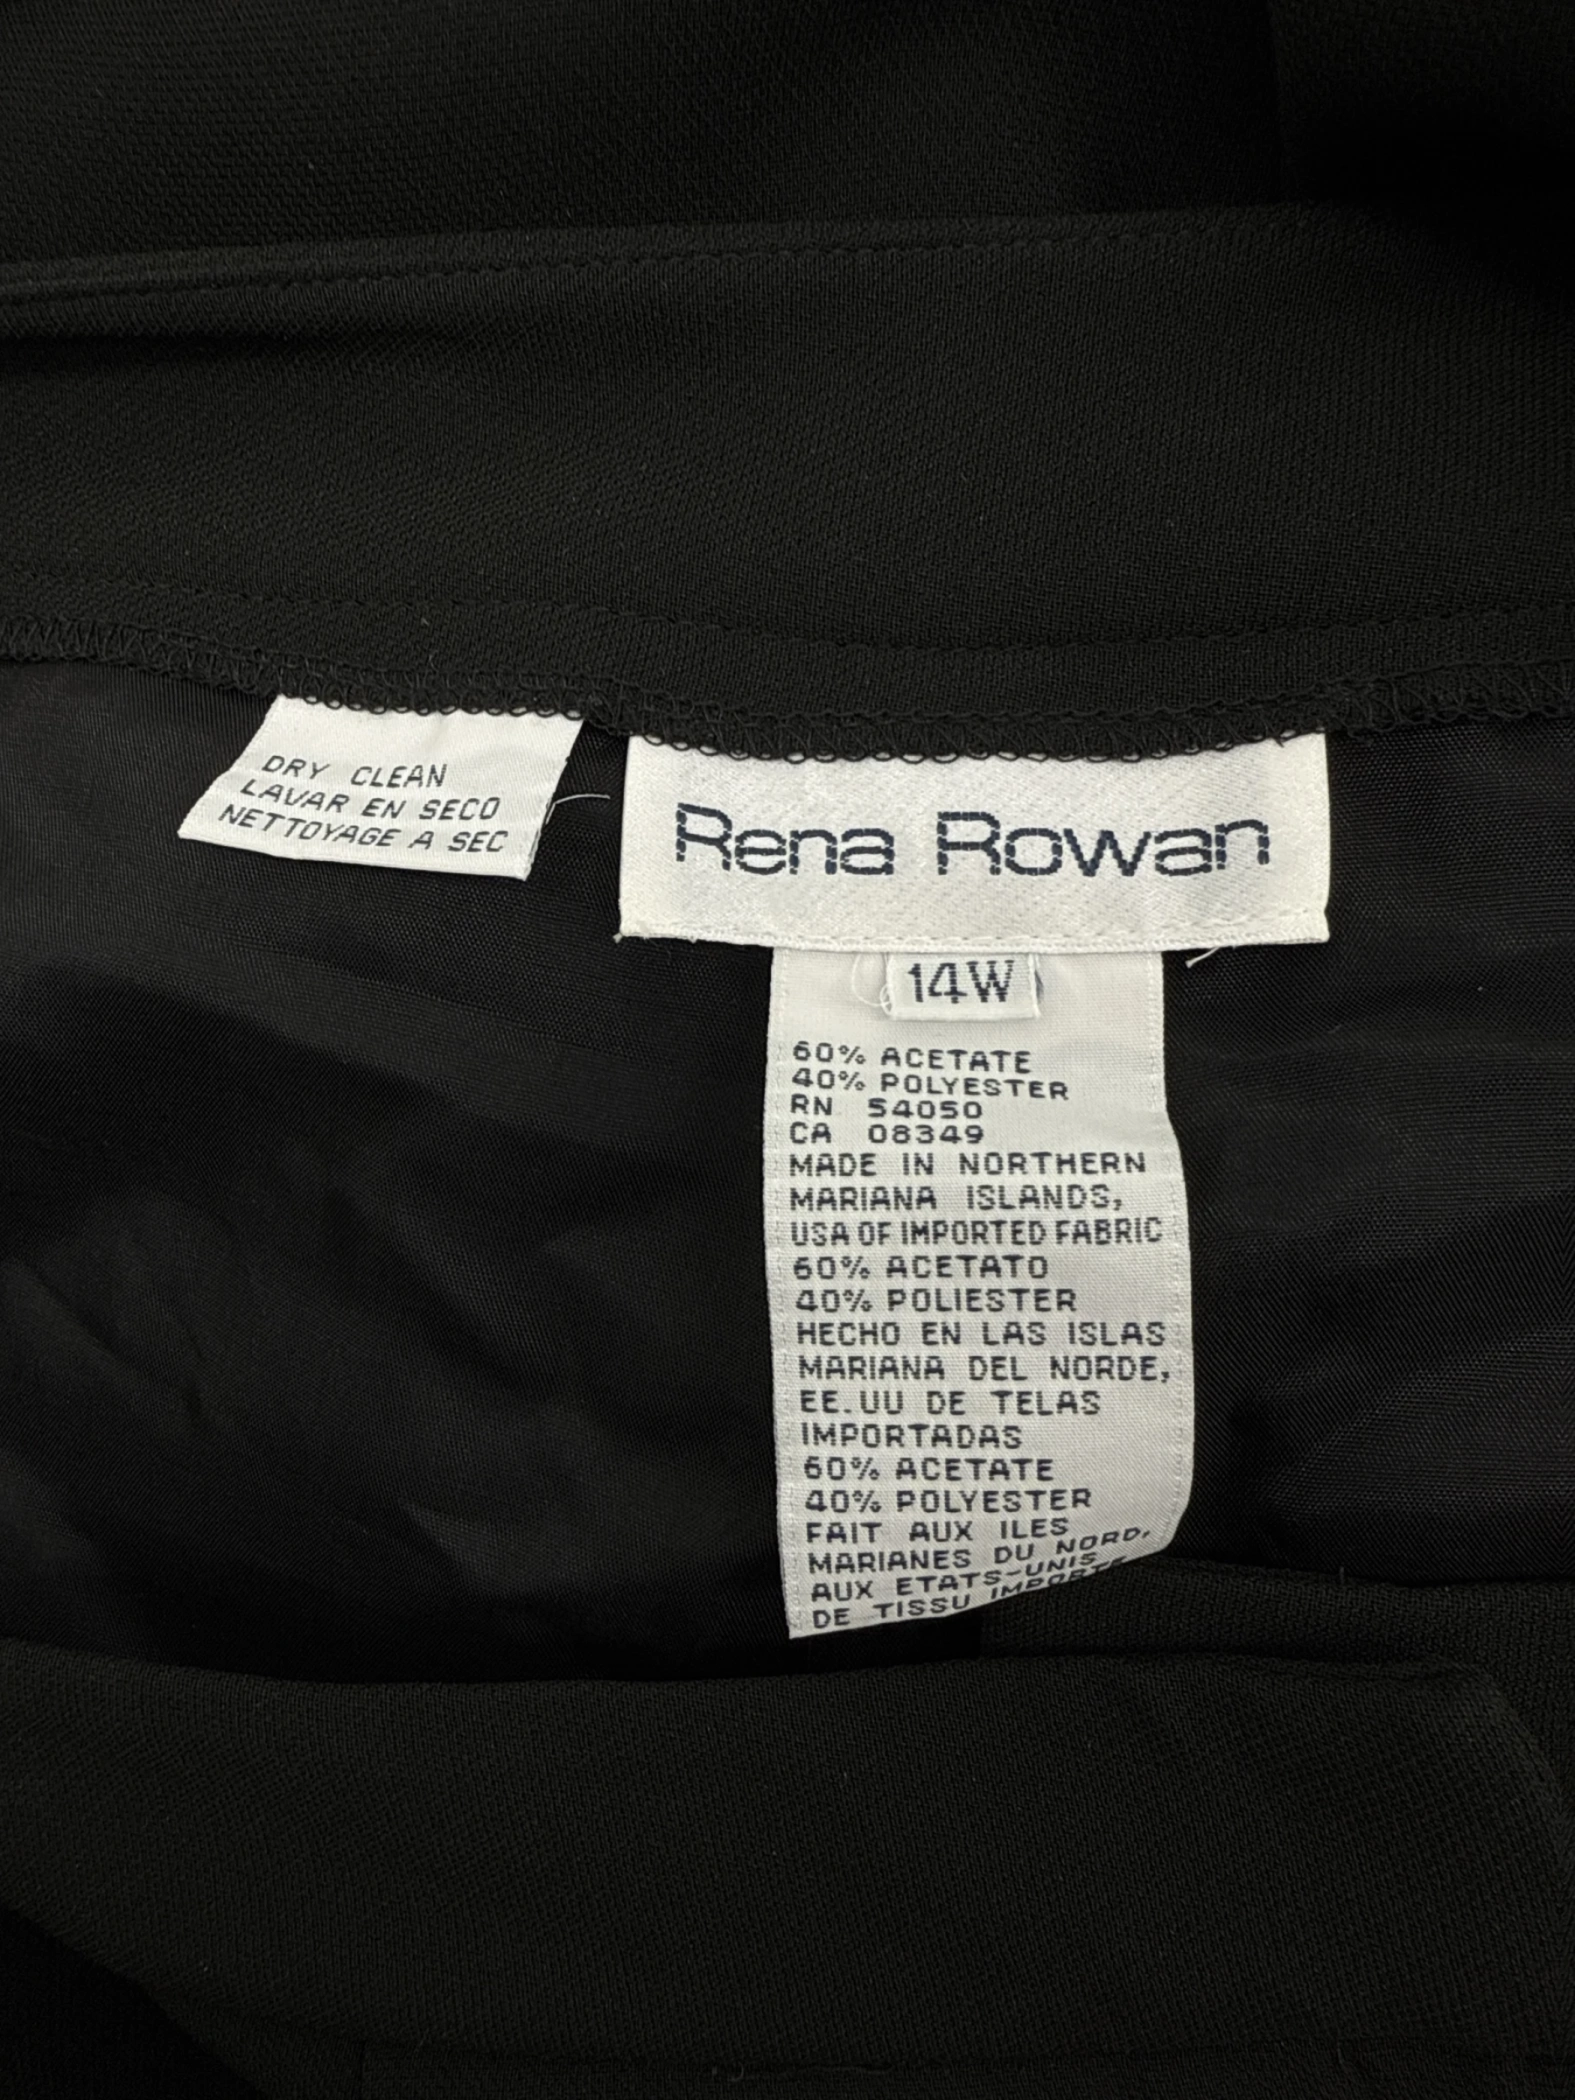 DRY CLEAN
LAVAR EN SECO
NETTOYAGE A SEC
Rena Rowan
14W
60% ACETATE
40% POLYESTER
RN 54050
CA 08349
MADE IN NORTHERN
MARIANA ISLANDS,
USA OF IMPORTED FABRIC
60% ACETATO
40% POLIESTER
HECHO EN LAS ISLAS
MARIANA DEL NORDE,
EE.UU DE TELAS
IMPORTADAS
60% ACETATE
40% POLYESTER
FAIT AUX ILES
MARIANES DU NORD,
AUX ETATS-UNIS
DE TISSU IMPORTE